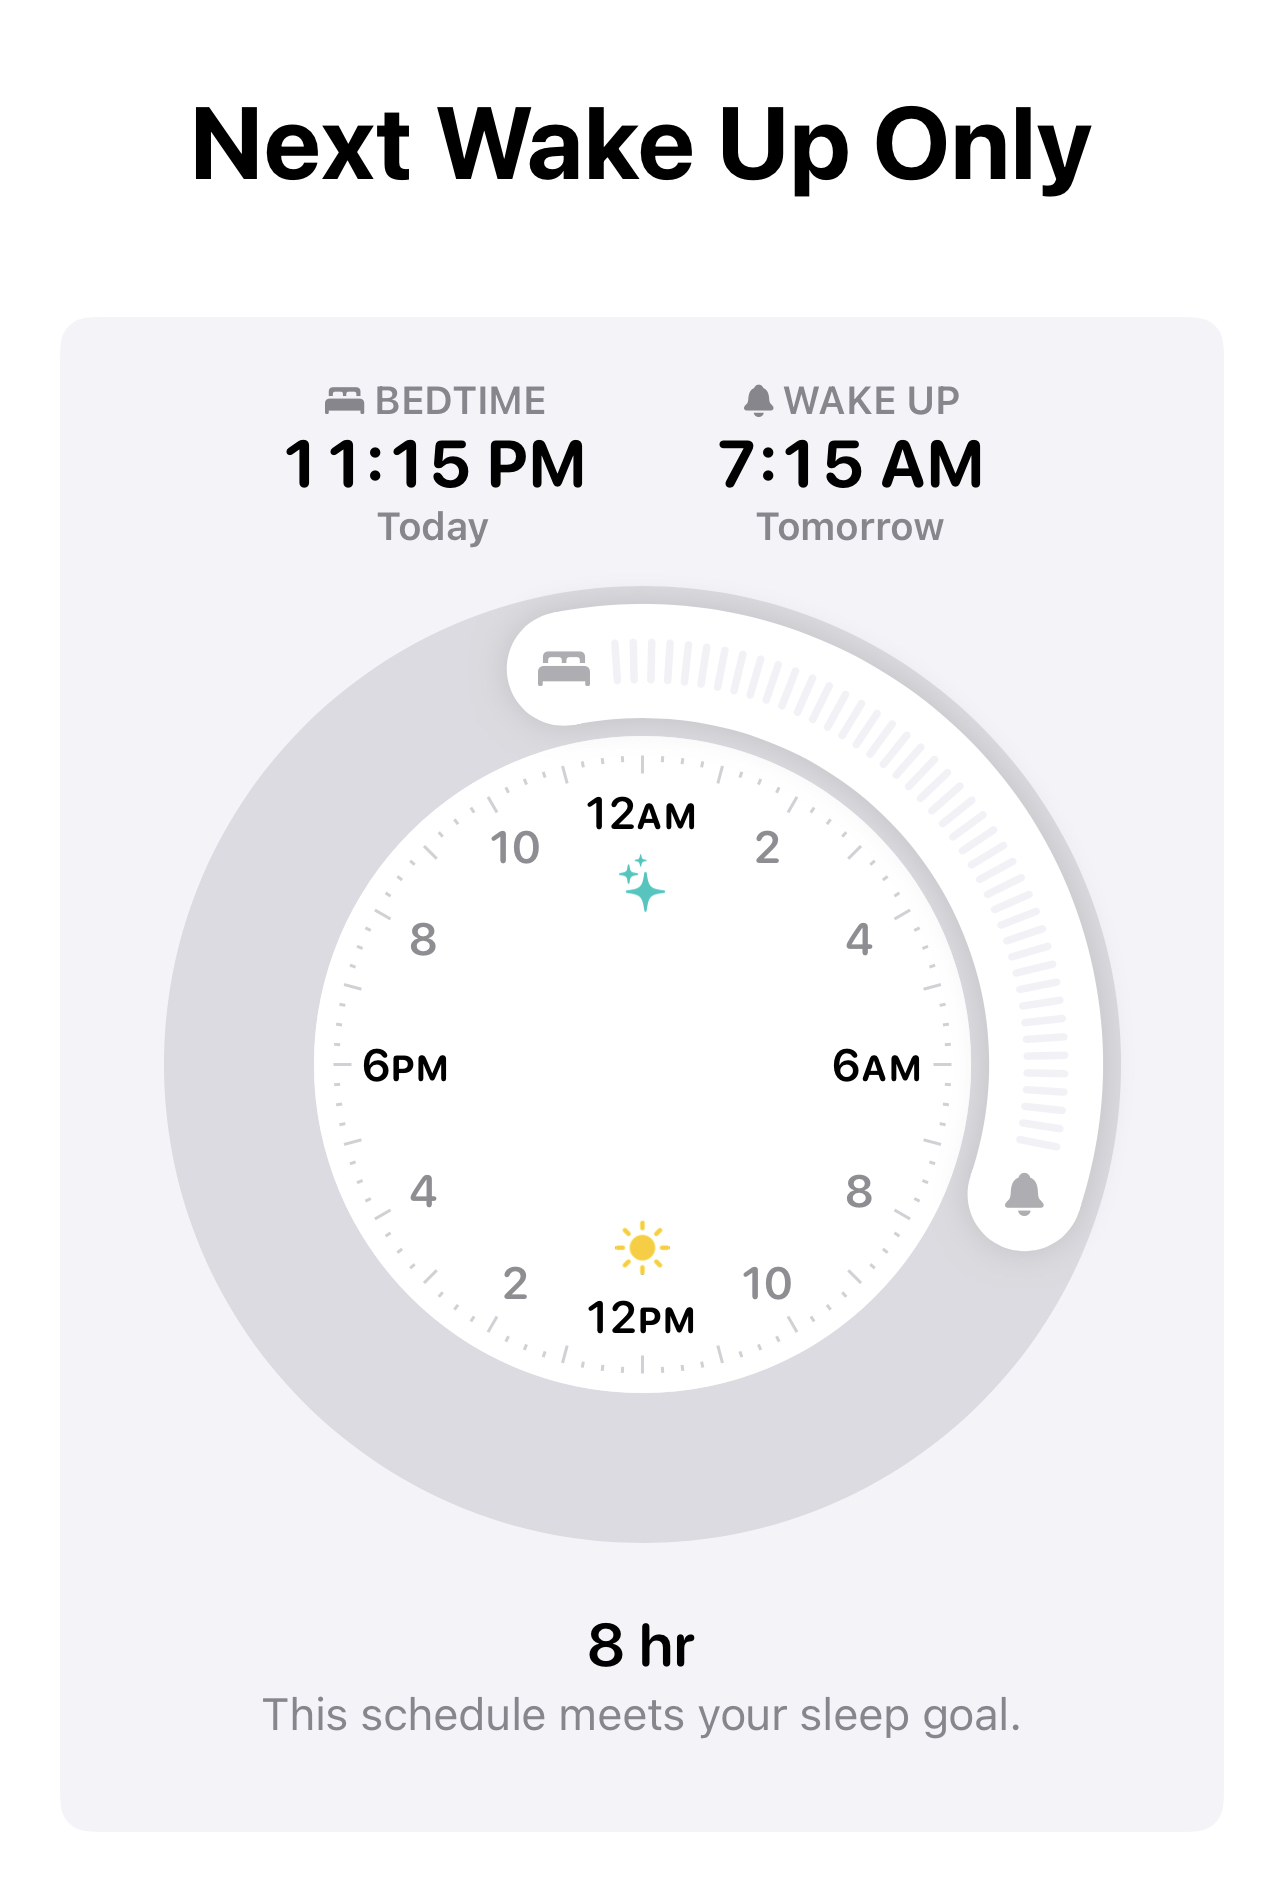 Next Wake Up Only
BEDTIME
11:15 PM
Today
WAKE UP
7:15 AM
Tomorrow
12AM
2
4
6AM
8
10
12PM
2
4
6PM
8
10
8 hr
This schedule meets your sleep goal.